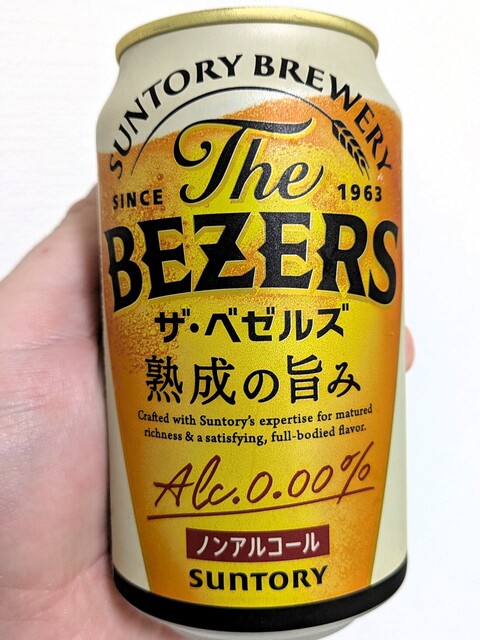 SUNTORY BREWERY
The
SINCE 1963
BEZERS
ザ・ベゼルズ
熟成の旨み
Crafted with Suntory's expertise for matured
richness & a satisfying, full-bodied flavor.
Alc.0.00%
ノンアルコール
SUNTORY